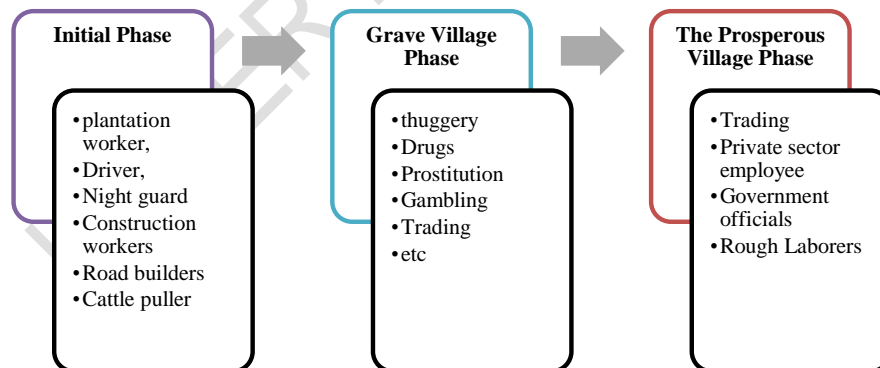 Initial Phase
•plantation
worker,
•Driver,
•Night guard
•Construction
workers
•Road builders
•Cattle puller
Grave Village
Phase
•thuggery
•Drugs
•Prostitution
•Gambling
•Trading
•etc
The Prosperous
Village Phase
•Trading
•Private sector
employee
•Government
officials
•Rough Laborers